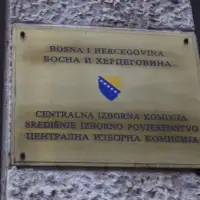 BOSNA I HERCEGOVINA
БОСНА И ХЕРЦЕГОВИНА
CENTRALNA IZBORNA KOMISIJA
SREDIŠNJE IZBORNO POVJERENSTVO
ЦЕНТРАЛНА ИЗБОРНА КОМИСИЈА